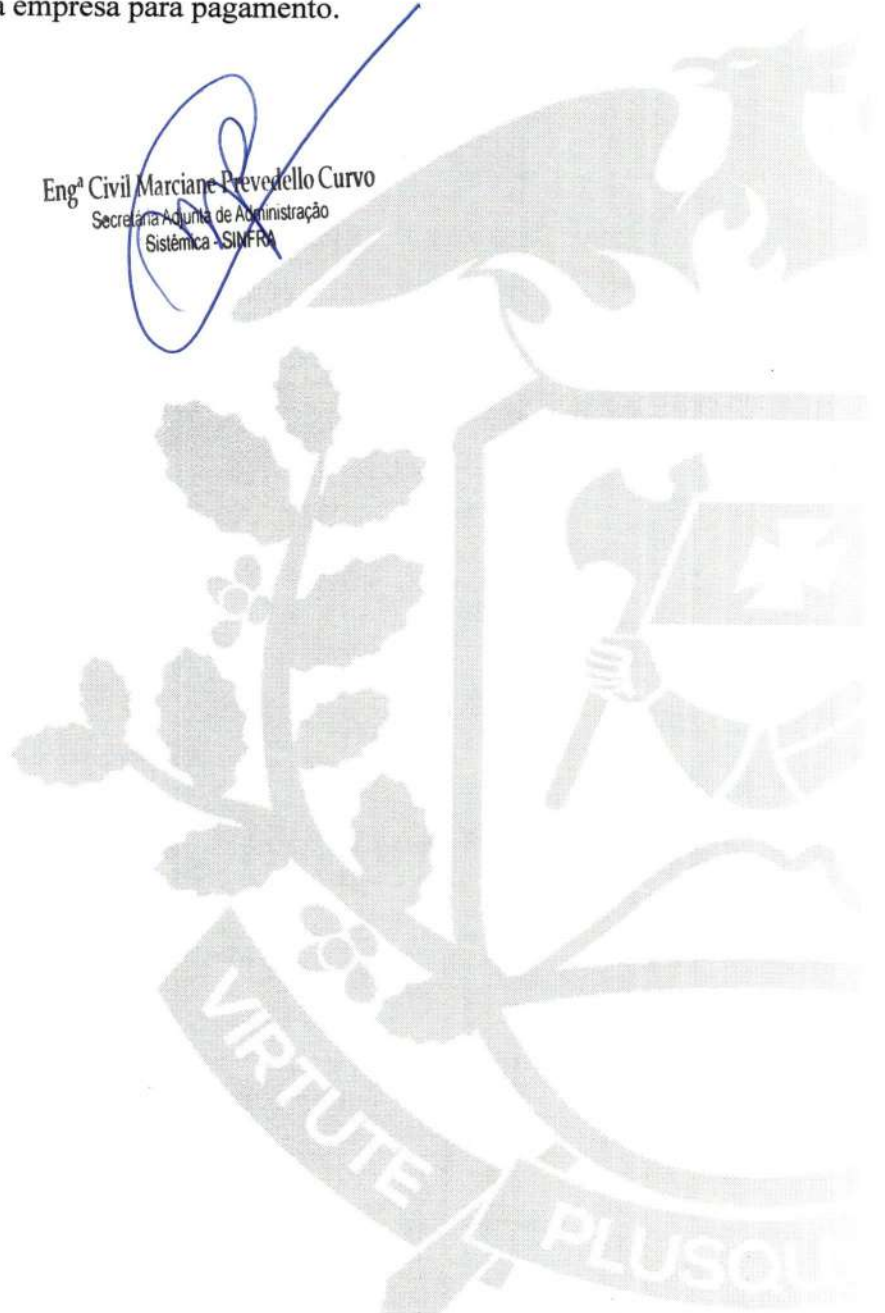 a empresa para pagamento.
Engª Civil Marciane Prevedello Curvo
Secretária Adjunta de Administração
Sistêmica - SINFRA
VIRTUTE
PLUSQU